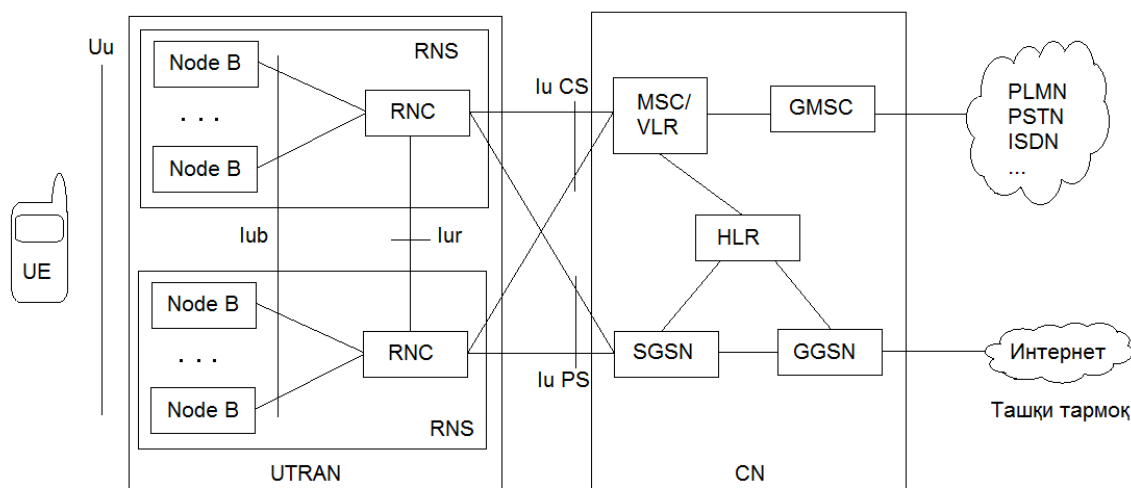 Uu
RNS
Node B
. . .
Node B
RNC
Iub
Iur
Node B
. . .
Node B
RNC
RNS
UTRAN
UE
Iu CS
Iu PS
MSC/
VLR
GMSC
HLR
SGSN
GGSN
CN
PLMN
PSTN
ISDN
...
Интернет
Ташқи тармоқ